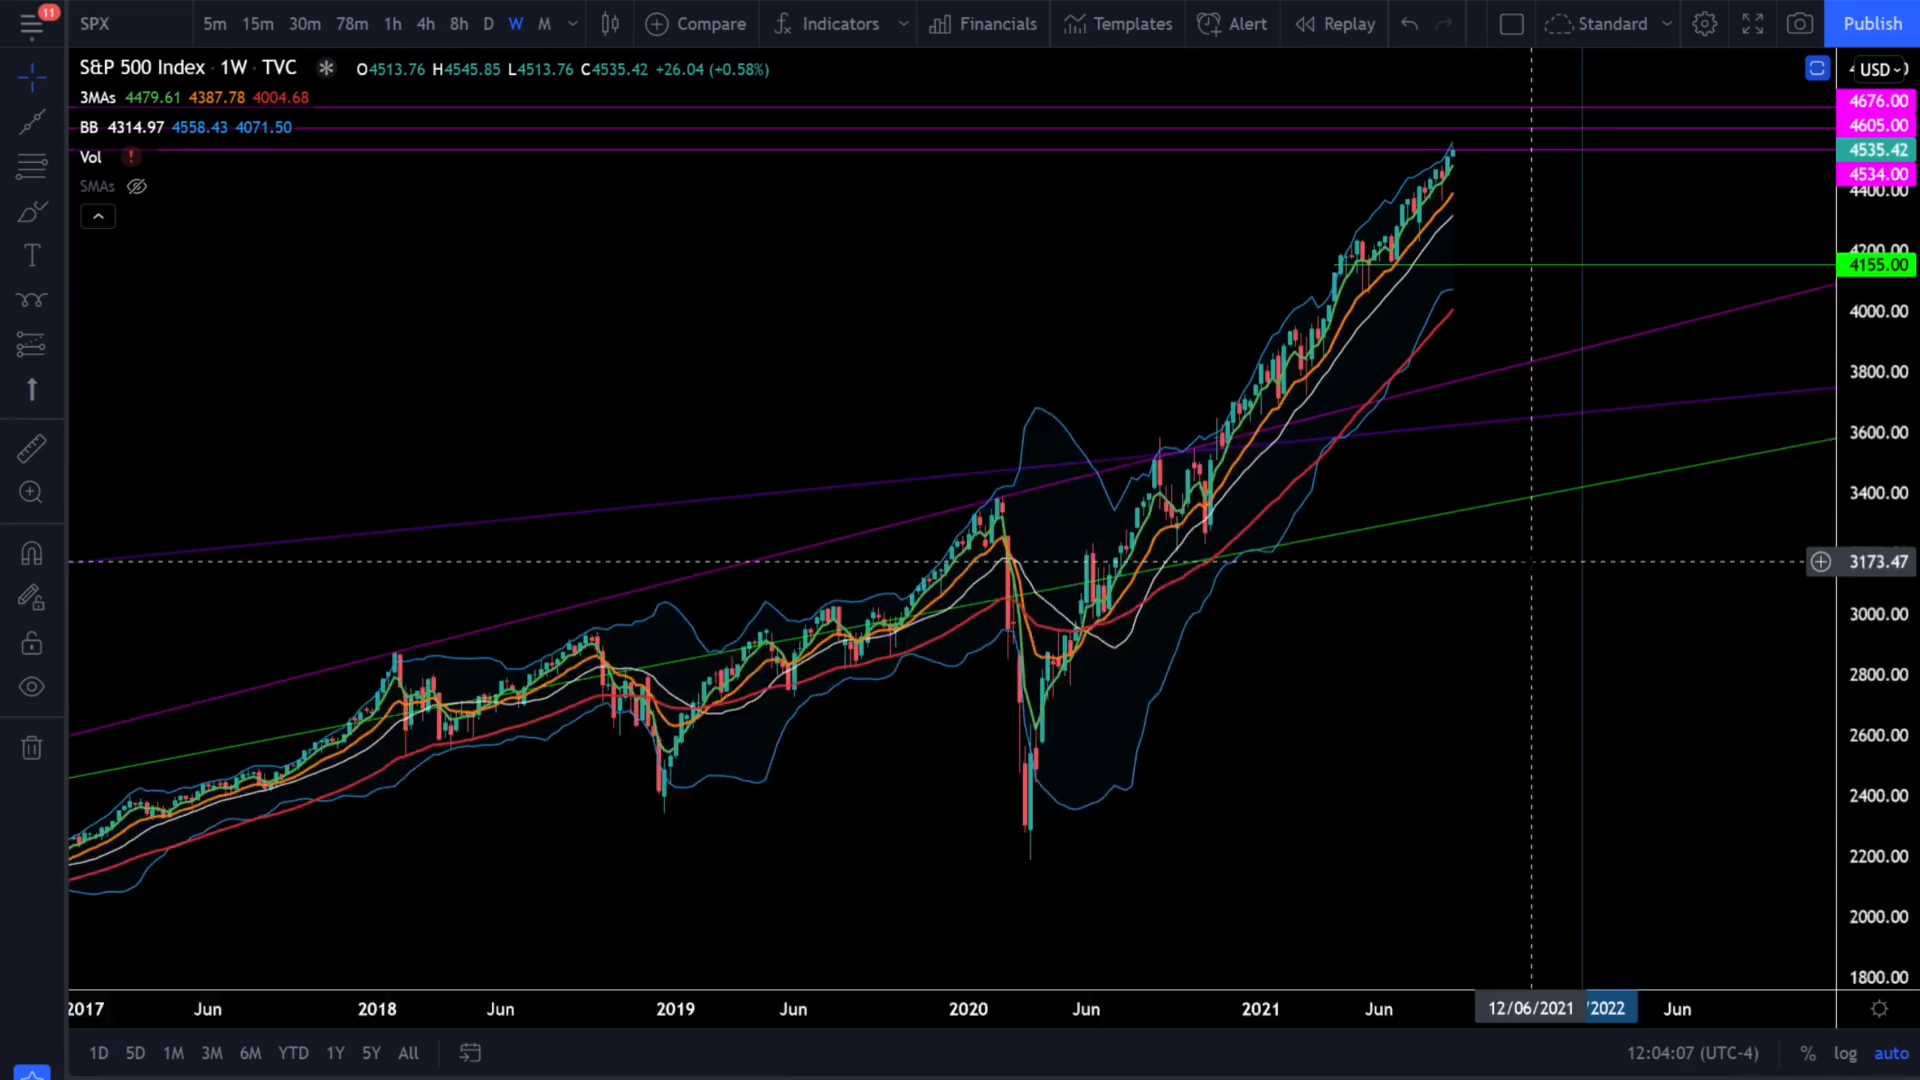 11 SPX 5m 15m 30m 78m 1h 4h 8h D W M Compare Indicators Financials Templates Alert Replay Standard Publish
S&P 500 Index · 1W · TVC O4513.76 H4545.85 L4513.76 C4535.42 +26.04 (+0.58%)
USD
3MAs 4479.61 4387.78 4004.68
4676.00
BB 4314.97 4558.43 4071.50
4605.00
Vol !
4535.42
4534.00
SMAs
4400.00
4200.00
4155.00
4000.00
3800.00
3600.00
3400.00
3173.47
3000.00
2800.00
2600.00
2400.00
2200.00
2000.00
1800.00
2017 Jun 2018 Jun 2019 Jun 2020 Jun 2021 Jun 12/06/2021 /2022 Jun
1D 5D 1M 3M 6M YTD 1Y 5Y All 12:04:07 (UTC-4) % log auto